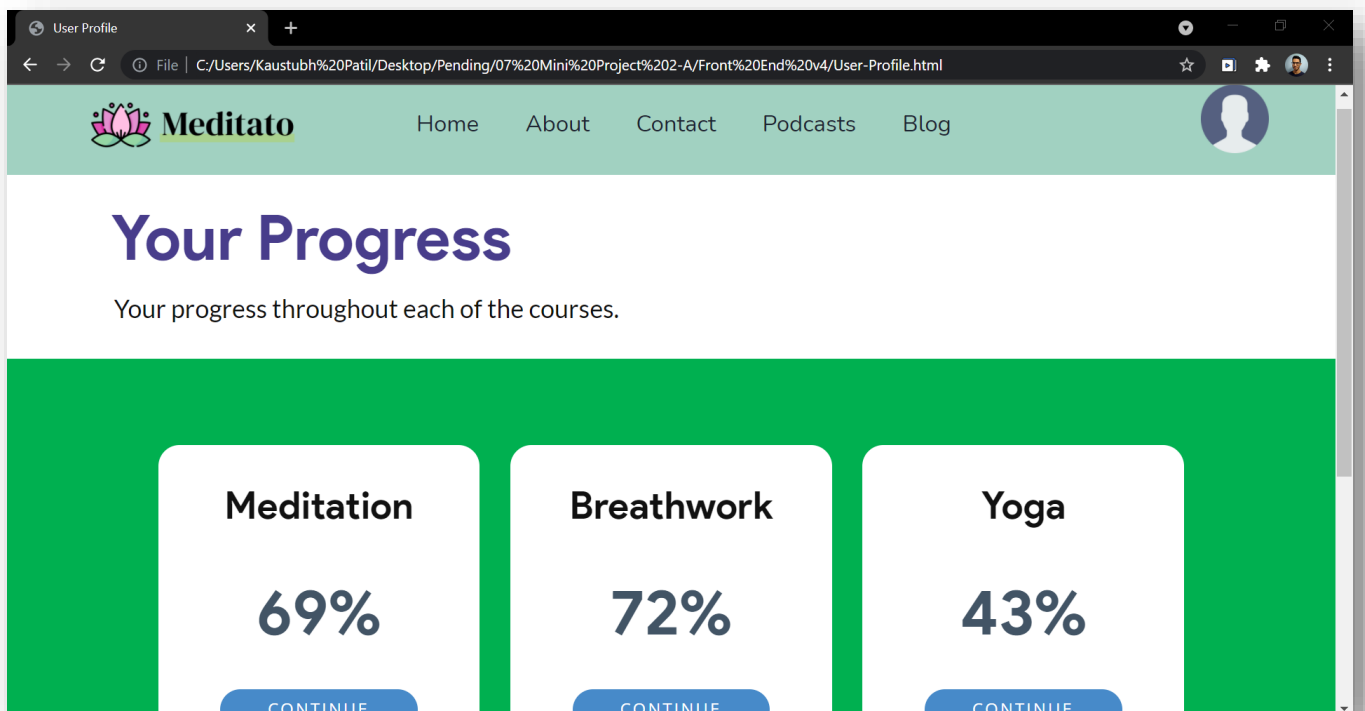 User Profile
File | C:/Users/Kaustubh%20Patil/Desktop/Pending/07%20Mini%20Project%202-A/Front%20End%20v4/User-Profile.html
Meditato Home About Contact Podcasts Blog
Your Progress
Your progress throughout each of the courses.
Meditation Breathwork Yoga
69% 72% 43%
CONTINUE CONTINUE CONTINUE